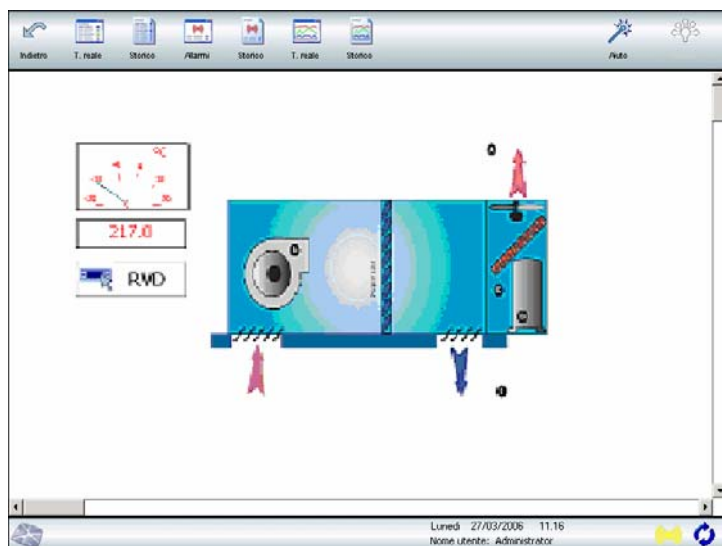 Indietro T. reale Storico Allarmi Storico T. reale Storico Aiuto
°C
217.0
RVD
Lunedì 27/03/2006 11.16
Nome utente: Administrator